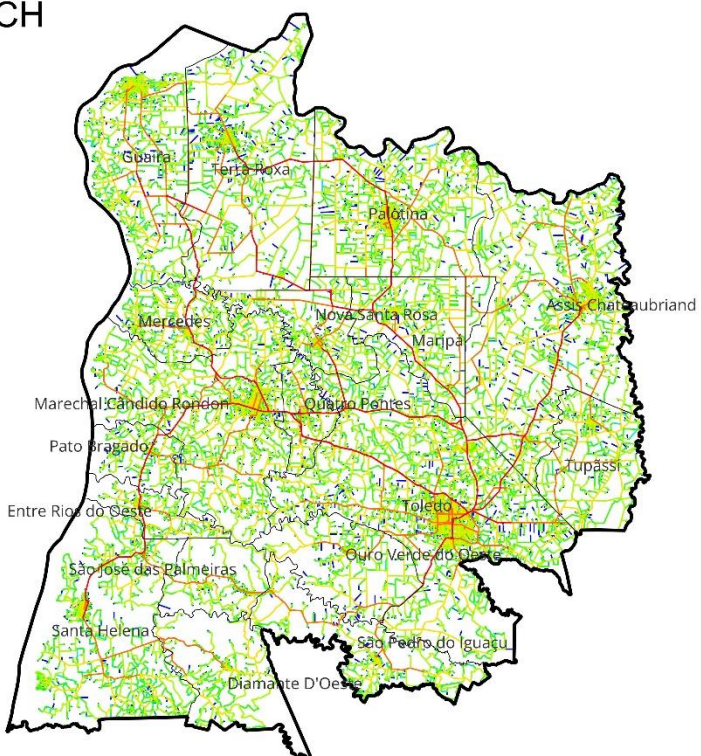 CH
Guaíra
Terra Roxa
Palotina
Assis Chateaubriand
Nova Santa Rosa
Mercedes
Maripá
Marechal Cândido Rondon
Quatro Pontes
Pato Bragado
Tupãssi
Toledo
Entre Rios do Oeste
Ouro Verde do Oeste
São José das Palmeiras
Santa Helena
São Pedro do Iguaçu
Diamante D'Oeste